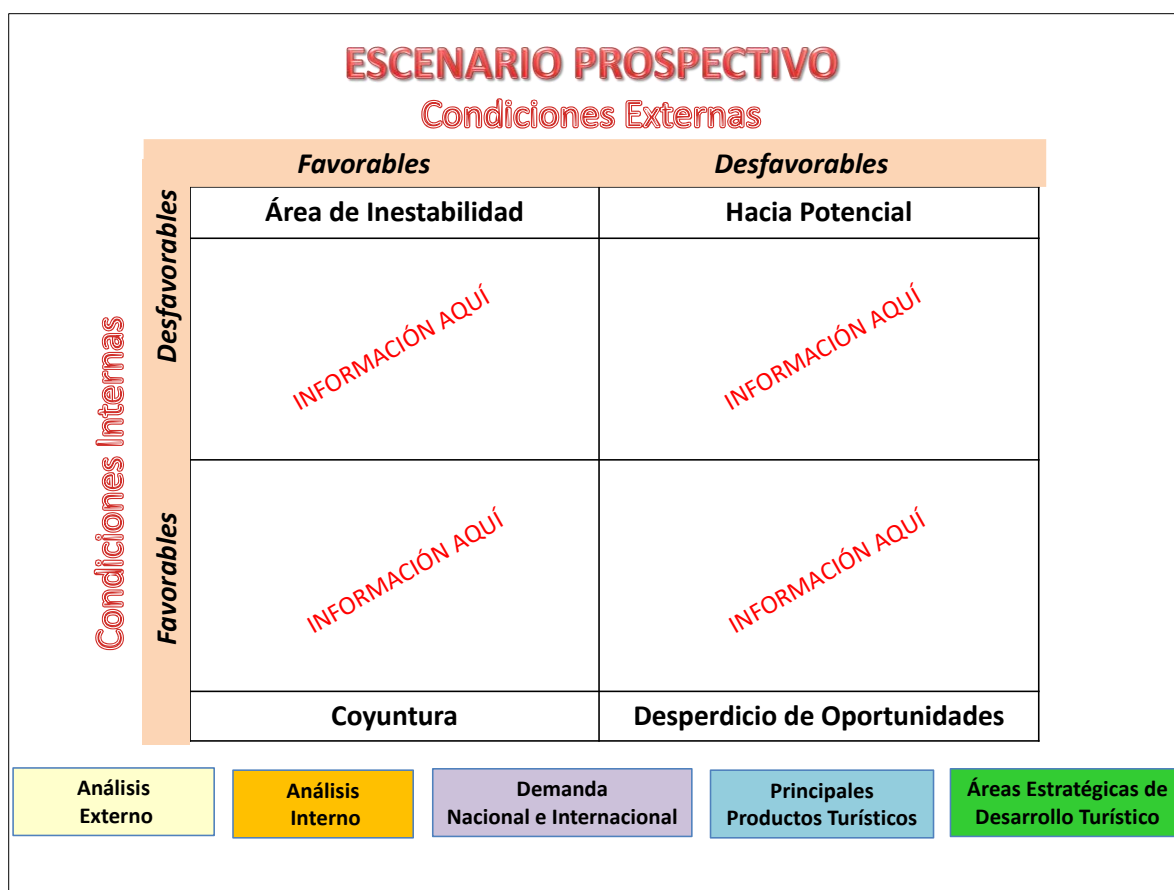 ESCENARIO PROSPECTIVO
Condiciones Externas
Favorables
Desfavorables
Condiciones Internas
Desfavorables
Favorables
Área de Inestabilidad
Hacia Potencial
INFORMACIÓN AQUÍ
INFORMACIÓN AQUÍ
INFORMACIÓN AQUÍ
INFORMACIÓN AQUÍ
Coyuntura
Desperdicio de Oportunidades
Análisis
Externo
Análisis
Interno
Demanda
Nacional e Internacional
Principales
Productos Turísticos
Áreas Estratégicas de
Desarrollo Turístico